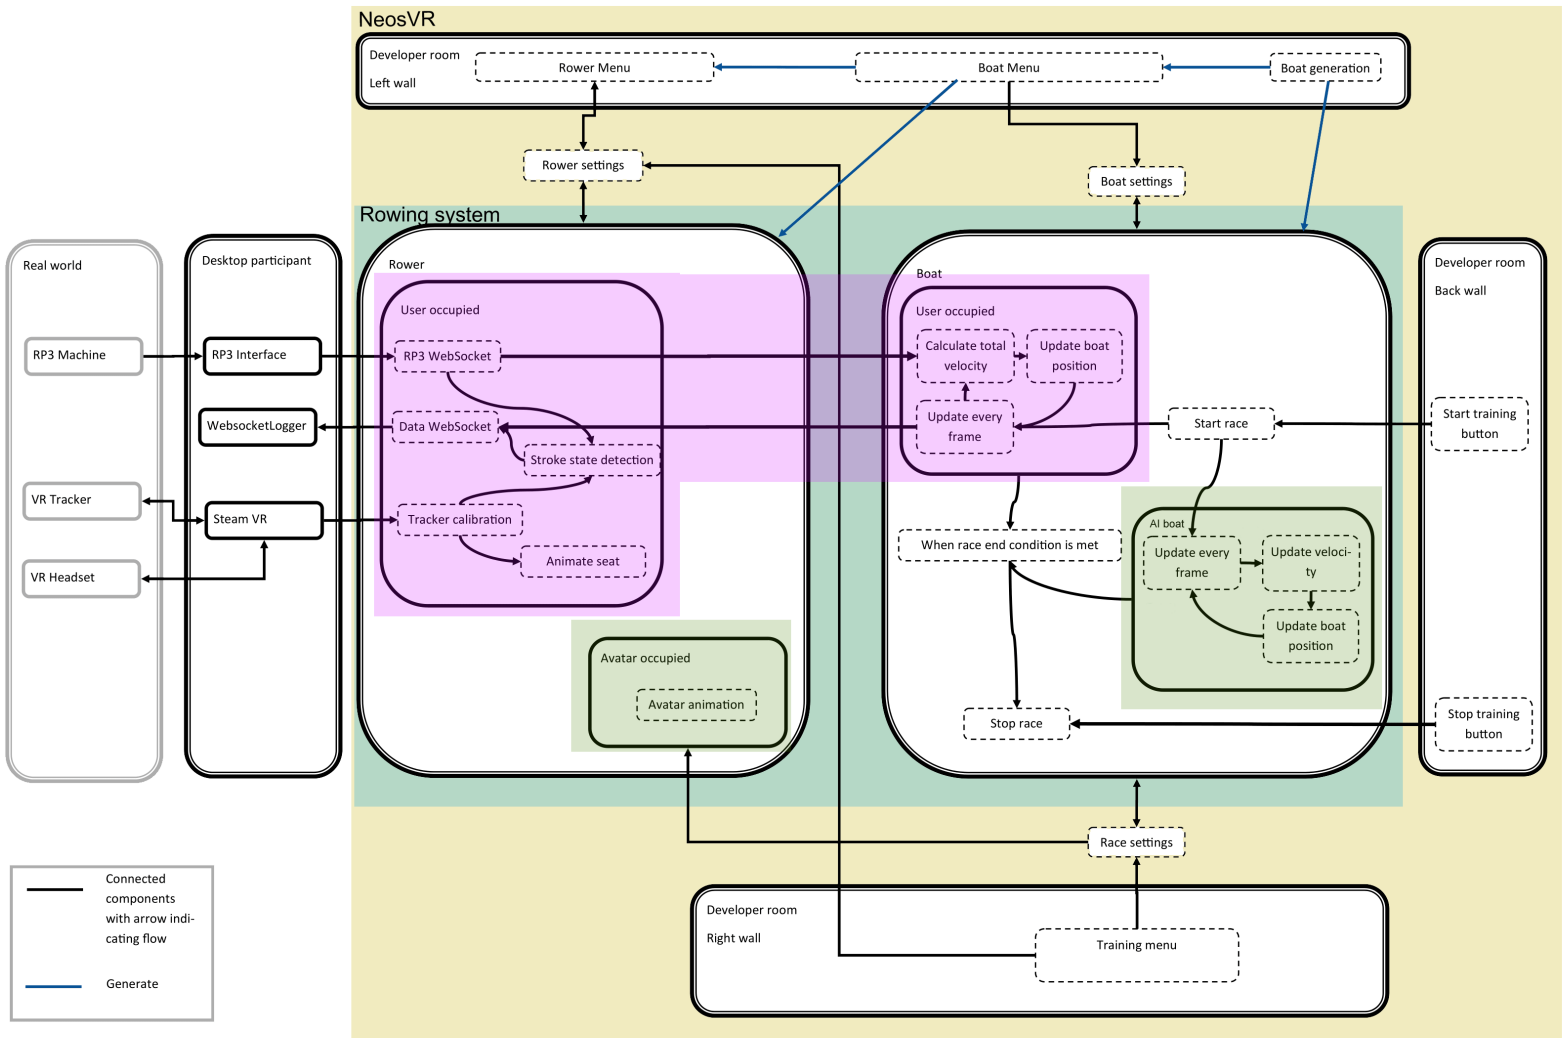 NeosVR
Developer room
Left wall
Rower Menu
Boat Menu
Boat generation
Rower settings
Boat settings
Rowing system
Real world
RP3 Machine
VR Tracker
VR Headset
Desktop participant
RP3 Interface
WebsocketLogger
Steam VR
Rower
User occupied
RP3 WebSocket
Data WebSocket
Stroke state detection
Tracker calibration
Animate seat
Avatar occupied
Avatar animation
Boat
User occupied
Calculate total
velocity
Update boat
position
Update every
frame
Start race
When race end condition is met
AI boat
Update every
frame
Update veloci-
ty
Update boat
position
Stop race
Developer room
Back wall
Start training
button
Stop training
button
Race settings
Developer room
Right wall
Training menu
Connected
components
with arrow indi-
cating flow
Generate